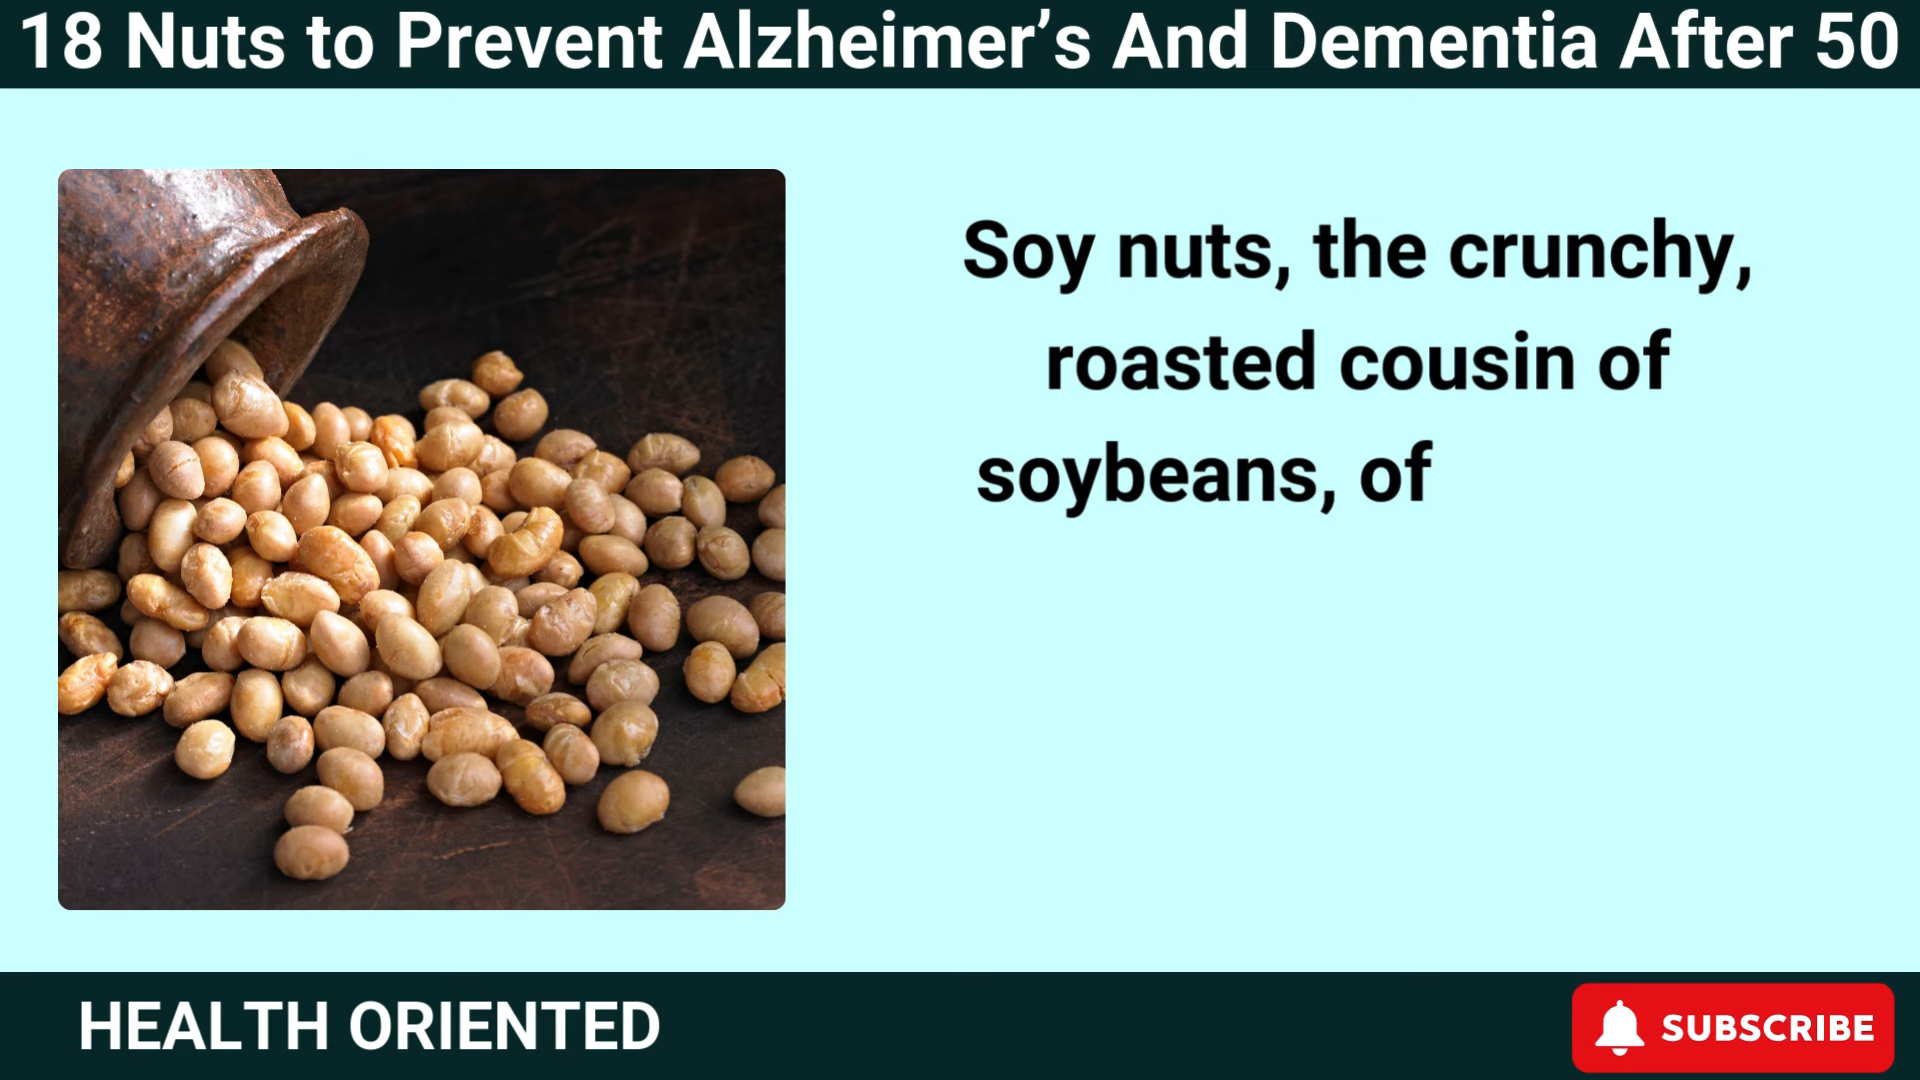 18 Nuts to Prevent Alzheimer’s And Dementia After 50
Soy nuts, the crunchy,
roasted cousin of
soybeans, of
HEALTH ORIENTED
SUBSCRIBE